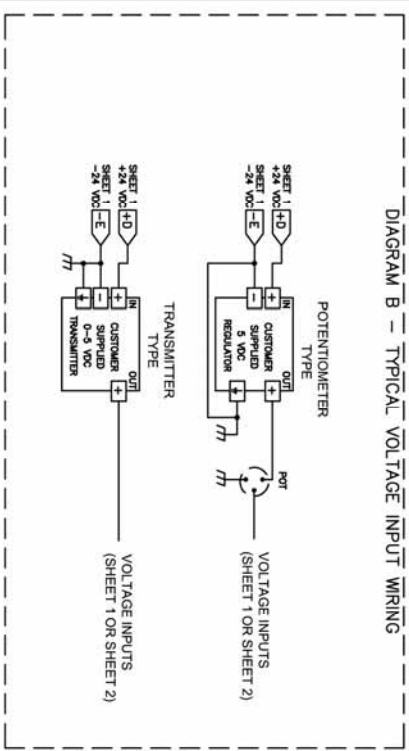 DIAGRAM B – TYPICAL VOLTAGE INPUT WIRING
POTENTIOMETER
TYPE
SHEET 1
+24 VDC
+D
SHEET 1
−24 VDC
−E
IN
OUT
+
−
+
CUSTOMER
SUPPLIED
5 VDC
REGULATOR
POT
VOLTAGE INPUTS
(SHEET 1 OR SHEET 2)
TRANSMITTER
TYPE
SHEET 1
+24 VDC
+D
SHEET 1
−24 VDC
−E
IN
OUT
+
−
+
CUSTOMER
SUPPLIED
0–5 VDC
TRANSMITTER
VOLTAGE INPUTS
(SHEET 1 OR SHEET 2)